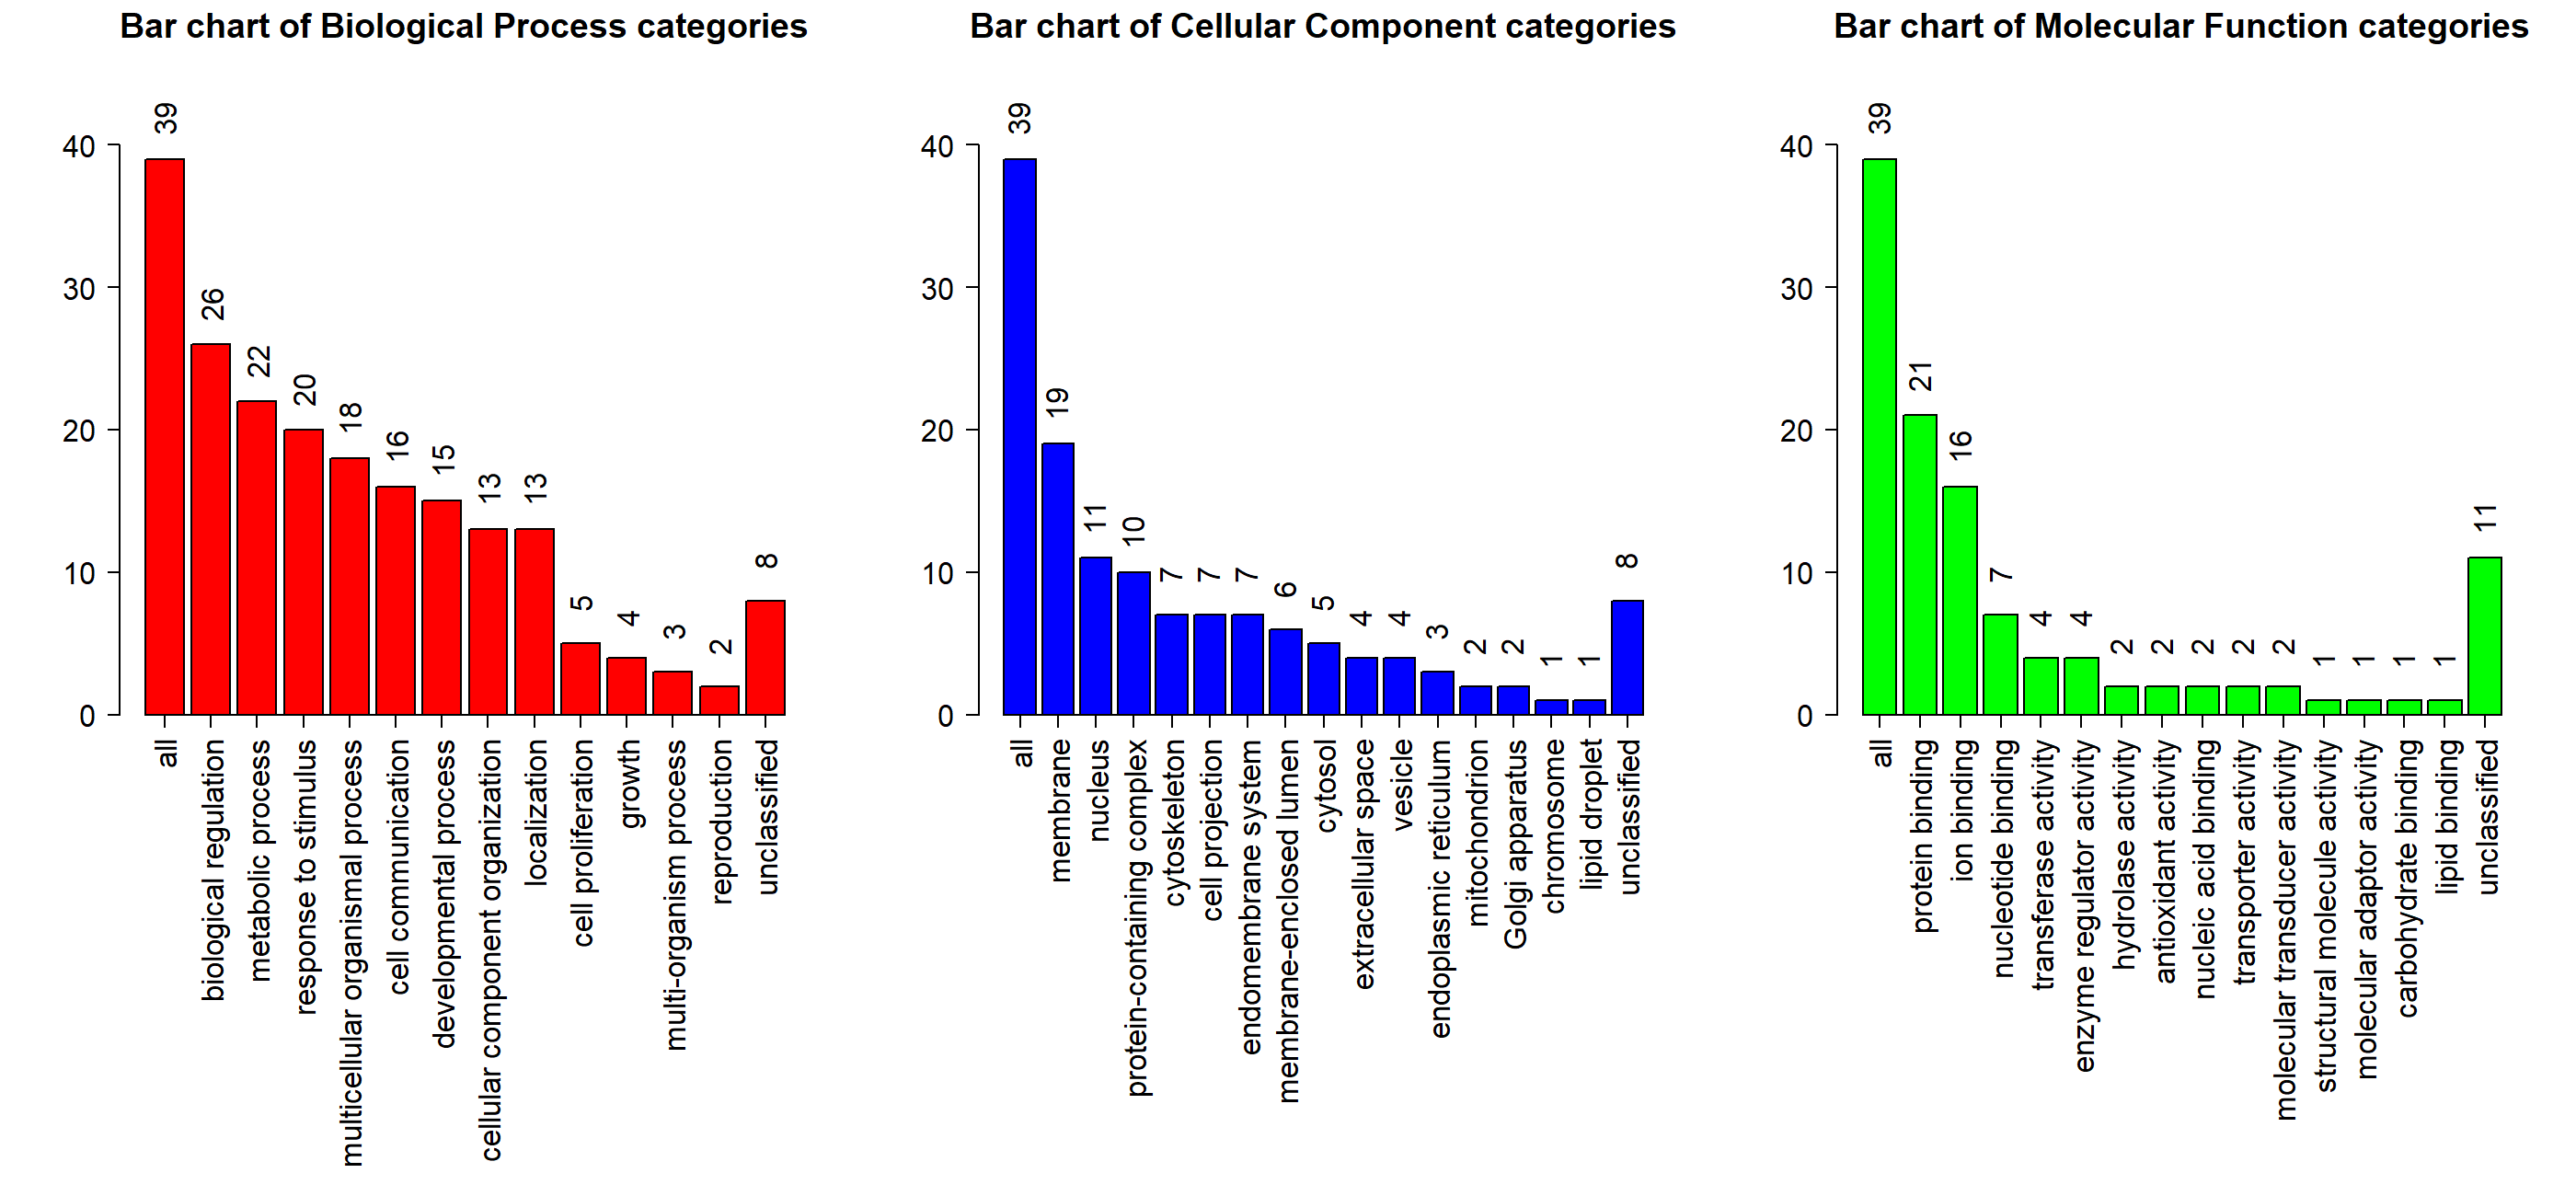 Bar chart of Biological Process categories
40
30
20
10
0
39
26
22
20
18
16
15
13
13
5
4
3
2
8
all
biological regulation
metabolic process
response to stimulus
multicellular organismal process
cell communication
developmental process
cellular component organization
localization
cell proliferation
growth
multi-organism process
reproduction
unclassified
Bar chart of Cellular Component categories
40
30
20
10
0
39
19
11
10
7
7
7
6
5
4
4
3
2
2
1
1
8
all
membrane
nucleus
protein-containing complex
cytoskeleton
cell projection
endomembrane system
membrane-enclosed lumen
cytosol
extracellular space
vesicle
endoplasmic reticulum
mitochondrion
Golgi apparatus
chromosome
lipid droplet
unclassified
Bar chart of Molecular Function categories
40
30
20
10
0
39
21
16
7
4
4
2
2
2
2
2
1
1
1
1
11
all
protein binding
ion binding
nucleotide binding
transferase activity
enzyme regulator activity
hydrolase activity
antioxidant activity
nucleic acid binding
transporter activity
molecular transducer activity
structural molecule activity
molecular adaptor activity
carbohydrate binding
lipid binding
unclassified